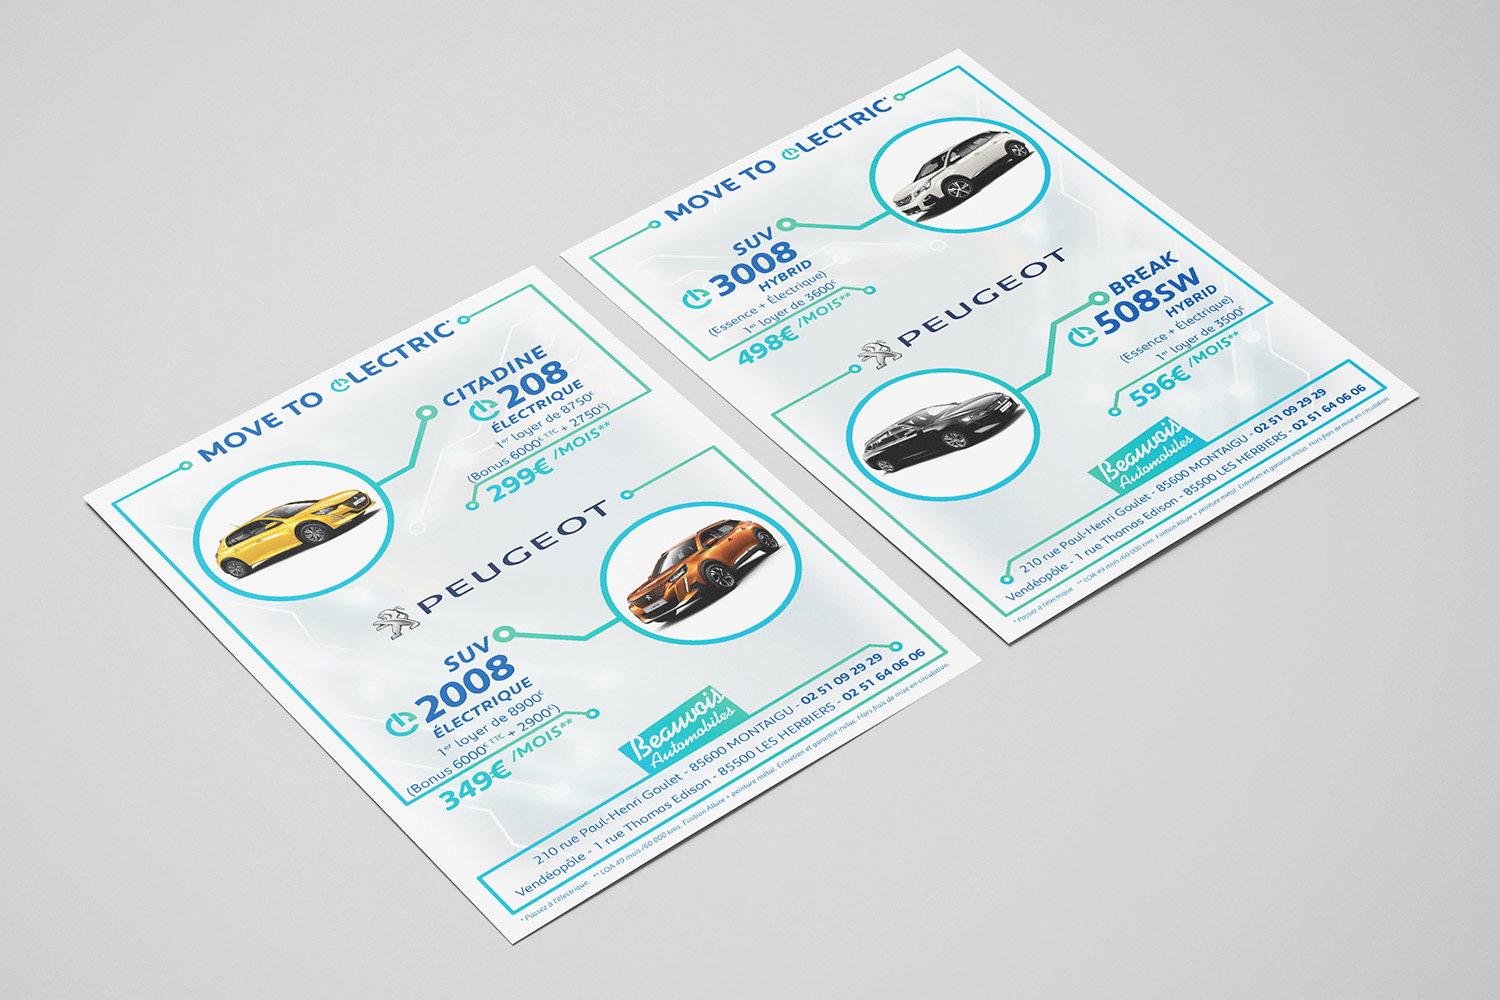 MOVE TO ELECTRIC*
CITADINE
e 208
ÉLECTRIQUE
1er loyer de 8750€
(Bonus 6000€ TTC + 2750€)
299€ /MOIS**
PEUGEOT
SUV
e 2008
ÉLECTRIQUE
1er loyer de 8900€
(Bonus 6000€ TTC + 2900€)
349€ /MOIS**
Beauvois
Automobiles
210 rue Paul-Henri Goulet - 85600 MONTAIGU - 02 51 09 29 29
Vendéopôle - 1 rue Thomas Edison - 85500 LES HERBIERS - 02 51 64 06 06
* Passez à l'électrique. ** LOA 49 mois /60 000 kms. Finition Allure + peinture métal. Entretien et garantie inclus. Hors frais de mise en circulation.
MOVE TO ELECTRIC*
SUV
e 3008
HYBRID
(Essence + Électrique)
1er loyer de 3600€
498€ /MOIS**
PEUGEOT
BREAK
e 508SW
HYBRID
(Essence + Électrique)
1er loyer de 3500€
596€ /MOIS**
Beauvois
Automobiles
210 rue Paul-Henri Goulet - 85600 MONTAIGU - 02 51 09 29 29
Vendéopôle - 1 rue Thomas Edison - 85500 LES HERBIERS - 02 51 64 06 06
* Passez à l'électrique. ** LOA 49 mois /60 000 kms. Finition Allure + peinture métal. Entretien et garantie inclus. Hors frais de mise en circulation.